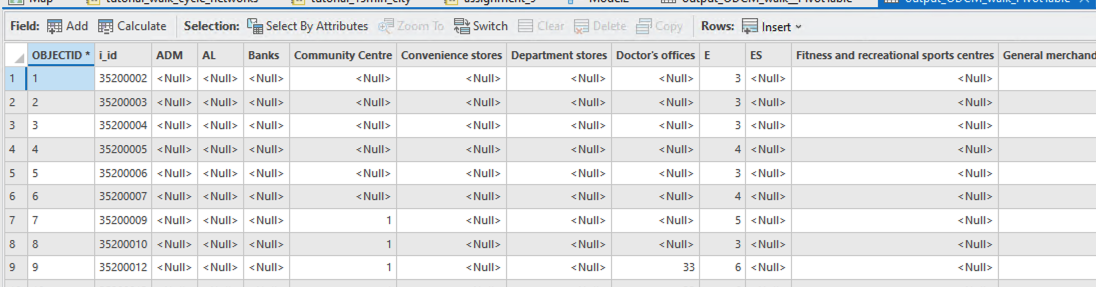 Map tutorial_walk_cycle_networks tutorial_15min_city assignment_3 Model2
Field: Add Calculate Selection: Select By Attributes Zoom To Switch Clear Delete Copy Rows: Insert
OBJECTID * i_id ADM AL Banks Community Centre Convenience stores Department stores Doctor's offices E ES Fitness and recreational sports centres General merchand
1 1 35200002 <Null> <Null> <Null> <Null> <Null> <Null> <Null> 3 <Null> <Null>
2 2 35200003 <Null> <Null> <Null> <Null> <Null> <Null> <Null> 3 <Null> <Null>
3 3 35200004 <Null> <Null> <Null> <Null> <Null> <Null> <Null> 3 <Null> <Null>
4 4 35200005 <Null> <Null> <Null> <Null> <Null> <Null> <Null> 4 <Null> <Null>
5 5 35200006 <Null> <Null> <Null> <Null> <Null> <Null> <Null> 3 <Null> <Null>
6 6 35200007 <Null> <Null> <Null> <Null> <Null> <Null> <Null> 4 <Null> <Null>
7 7 35200009 <Null> <Null> <Null> 1 <Null> <Null> <Null> 5 <Null> <Null>
8 8 35200010 <Null> <Null> <Null> 1 <Null> <Null> <Null> 3 <Null> <Null>
9 9 35200012 <Null> <Null> <Null> 1 <Null> <Null> 33 6 <Null> <Null>